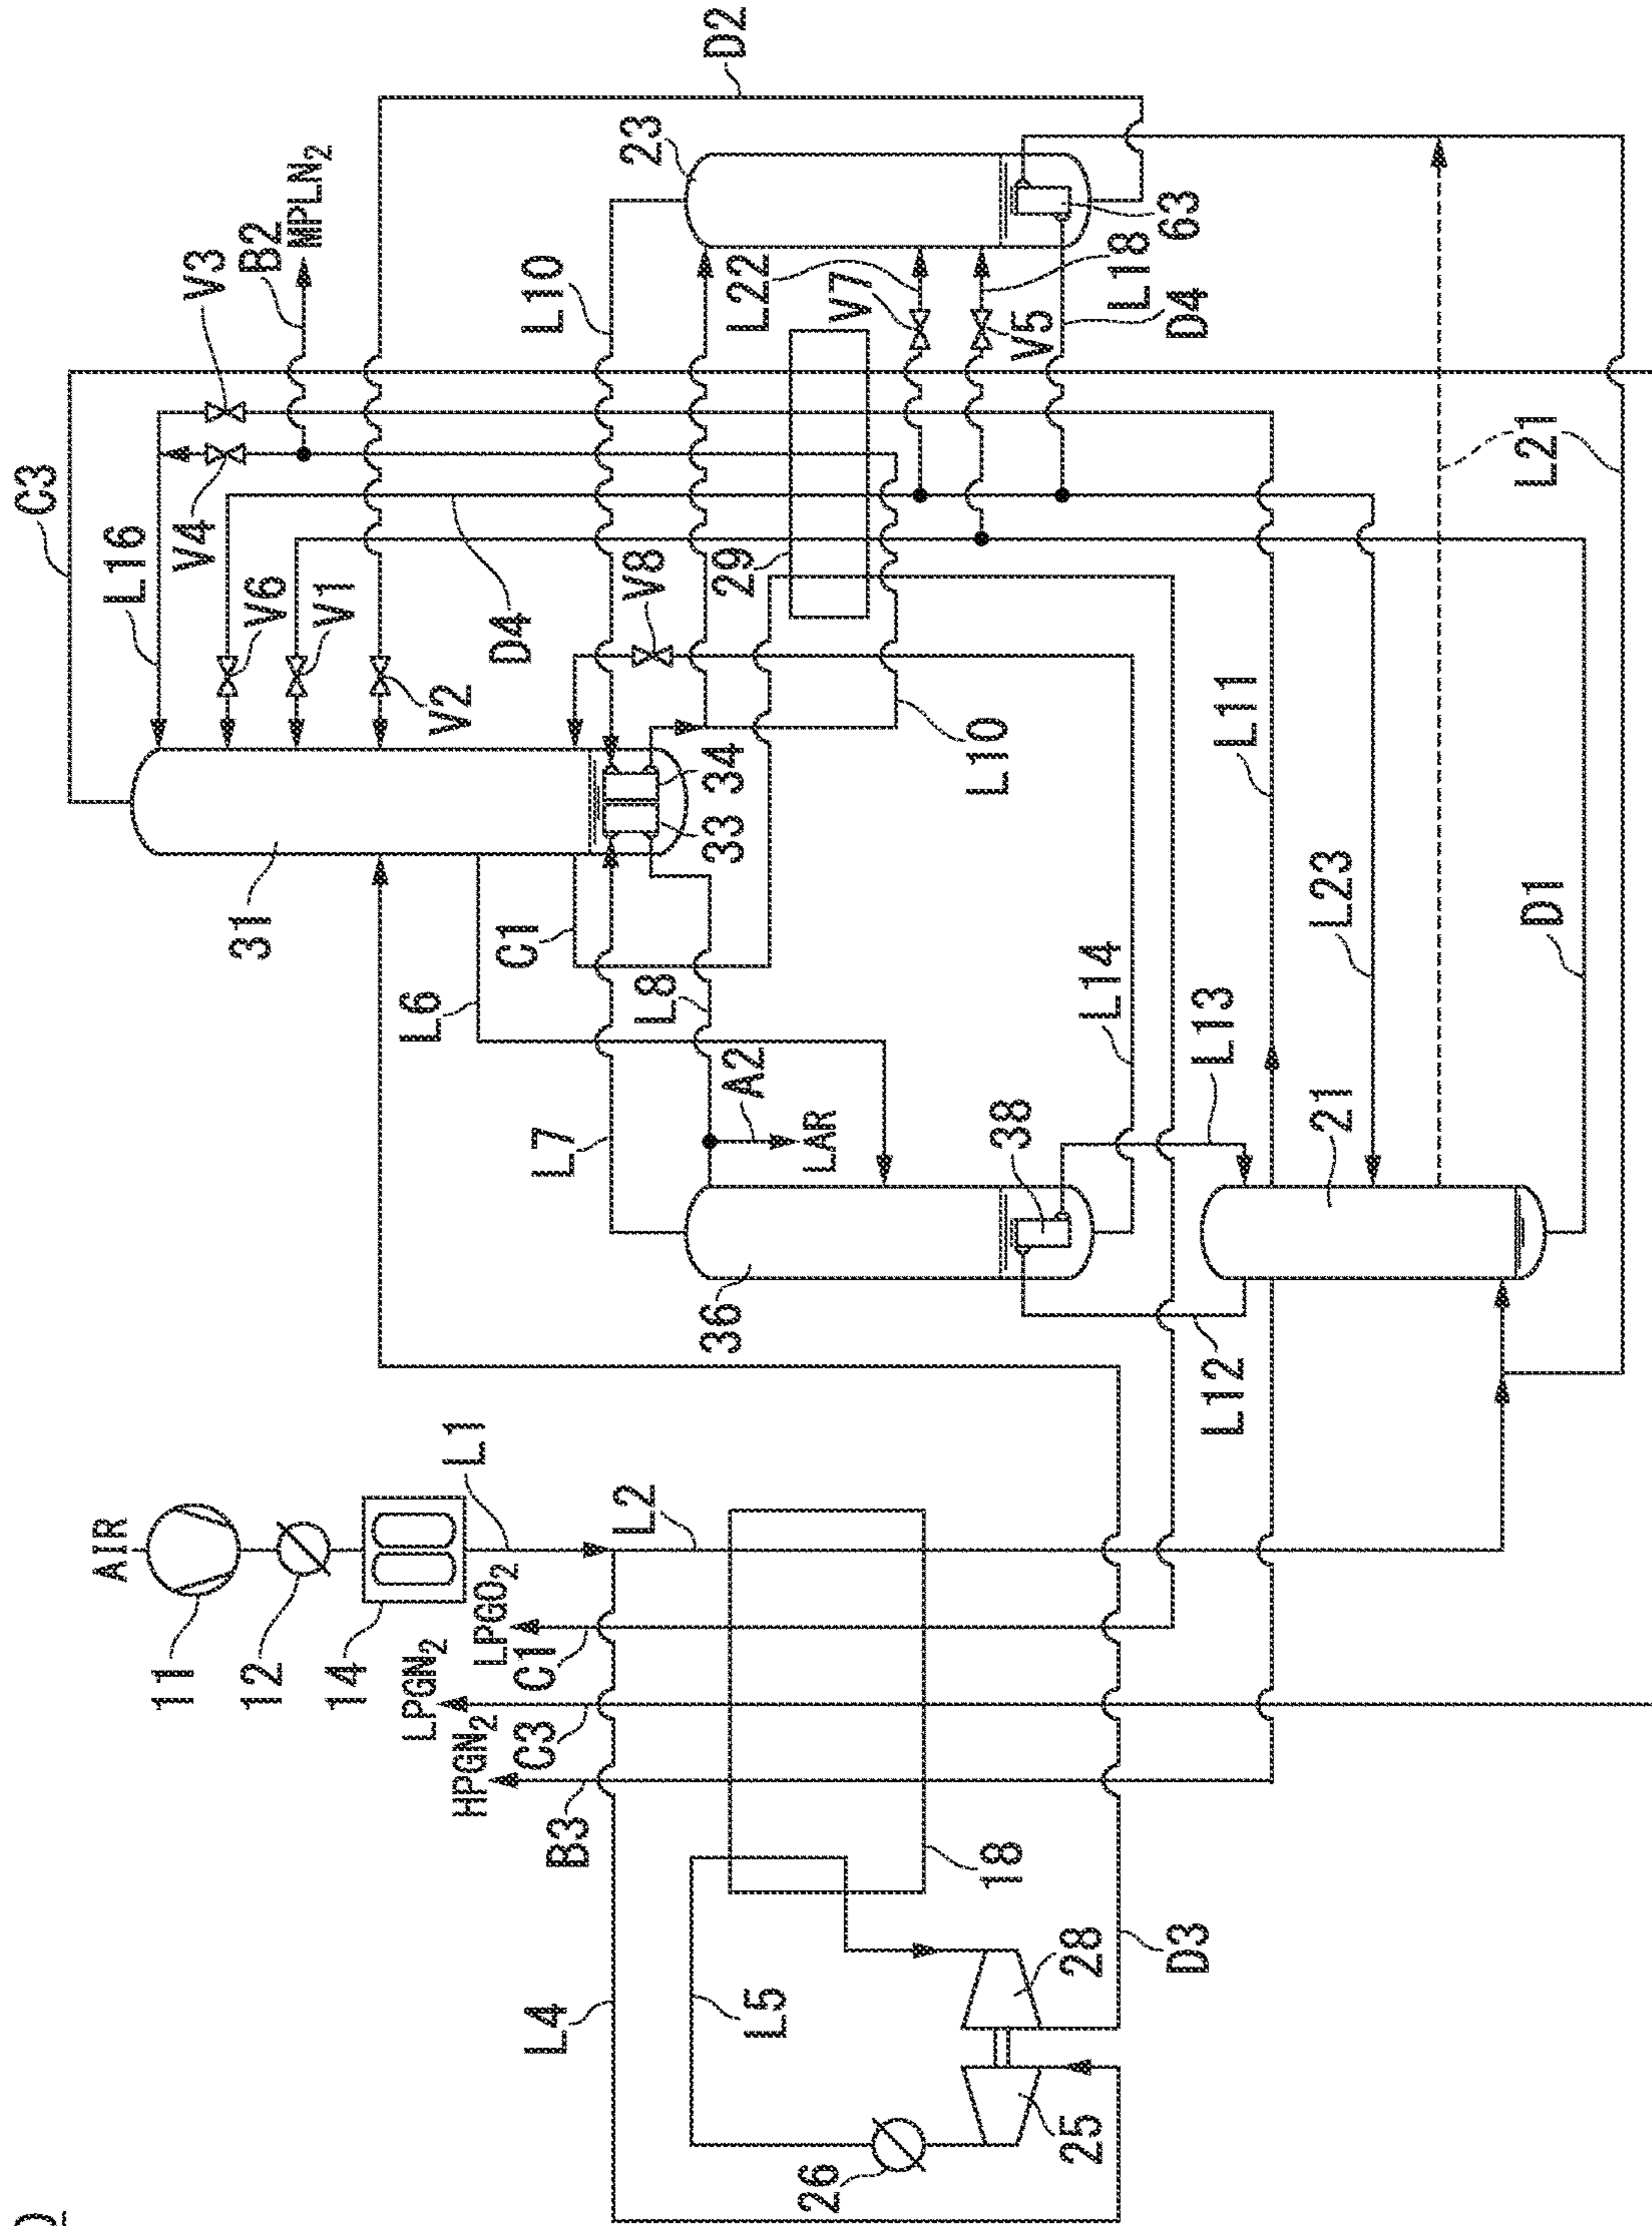 D2
23
MPLN2
B2
V3
L10
L22
V7
V5
L18
63
D4
C3
L16
V4
V6
V1
D4
V2
V8
29
34
33
L10
L21
31
L6
C1
L8
L7
A2
LAR
38
L14
L13
L11
L23
D1
21
36
L12
AIR
11
12
14
L1
L2
LPGO2
C1
LPGN2
C3
HPGN2
B3
18
L4
L5
28
D3
25
26